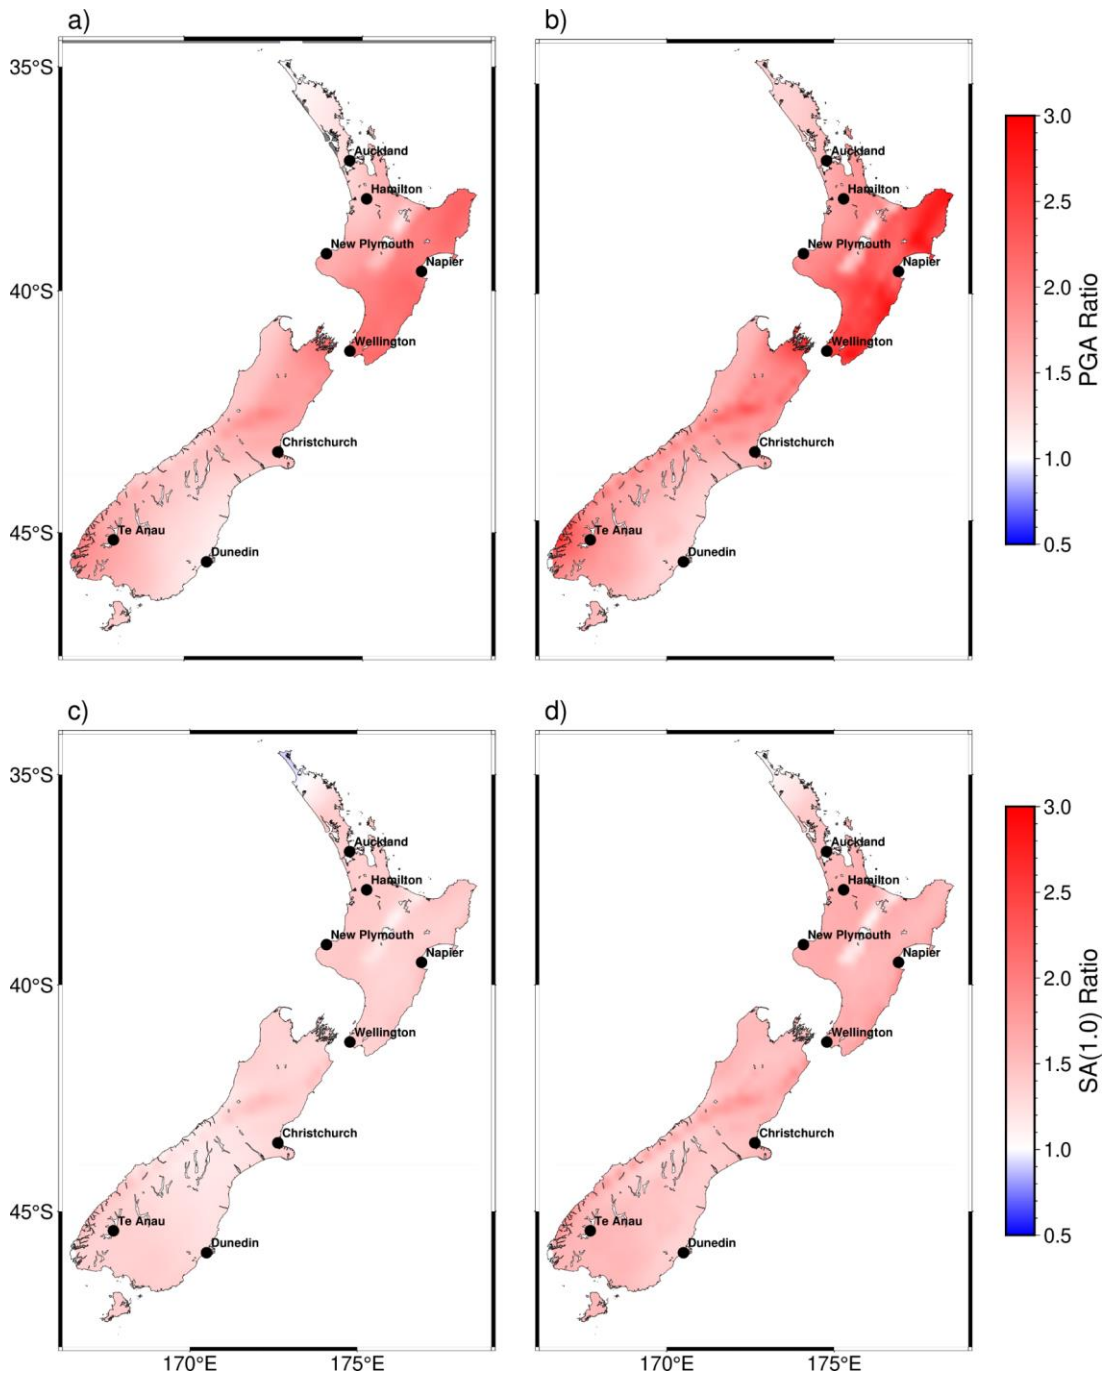 a)
b)
35°S
40°S
45°S
Auckland
Hamilton
New Plymouth
Napier
Wellington
Christchurch
Te Anau
Dunedin
Auckland
Hamilton
New Plymouth
Napier
Wellington
Christchurch
Te Anau
Dunedin
3.0
2.5
2.0
1.5
1.0
0.5
PGA Ratio
c)
d)
35°S
40°S
45°S
Auckland
Hamilton
New Plymouth
Napier
Wellington
Christchurch
Te Anau
Dunedin
Auckland
Hamilton
New Plymouth
Napier
Wellington
Christchurch
Te Anau
Dunedin
3.0
2.5
2.0
1.5
1.0
0.5
SA(1.0) Ratio
170°E 175°E
170°E 175°E